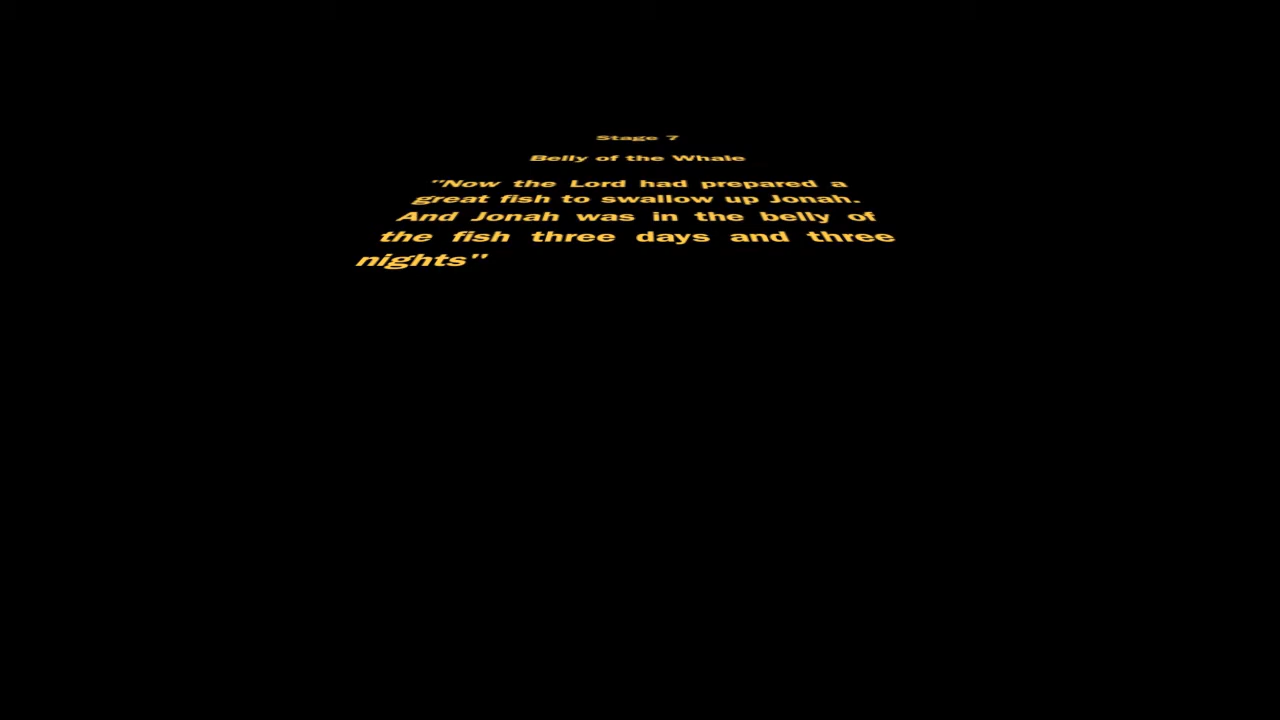 Stage 7
Belly of the Whale
"Now the Lord had prepared a
great fish to swallow up Jonah.
And Jonah was in the belly of
the fish three days and three
nights"